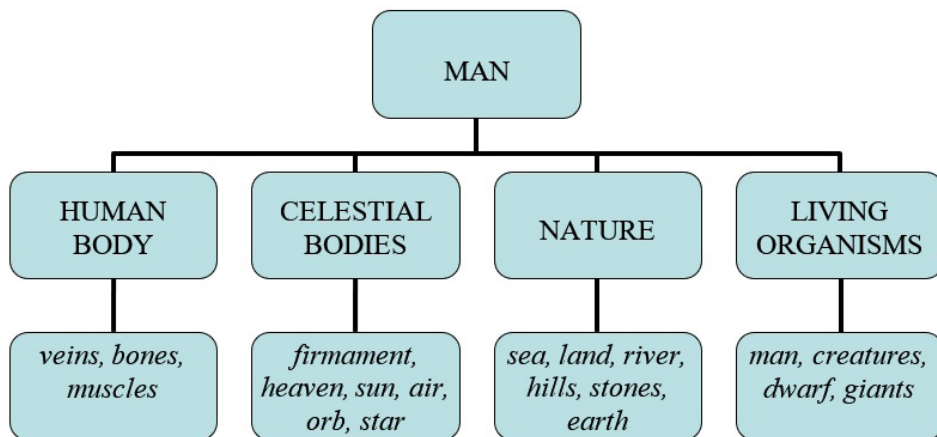 MAN
HUMAN
BODY
CELESTIAL
BODIES
NATURE
LIVING
ORGANISMS
veins, bones,
muscles
firmament,
heaven, sun, air,
orb, star
sea, land, river,
hills, stones,
earth
man, creatures,
dwarf, giants